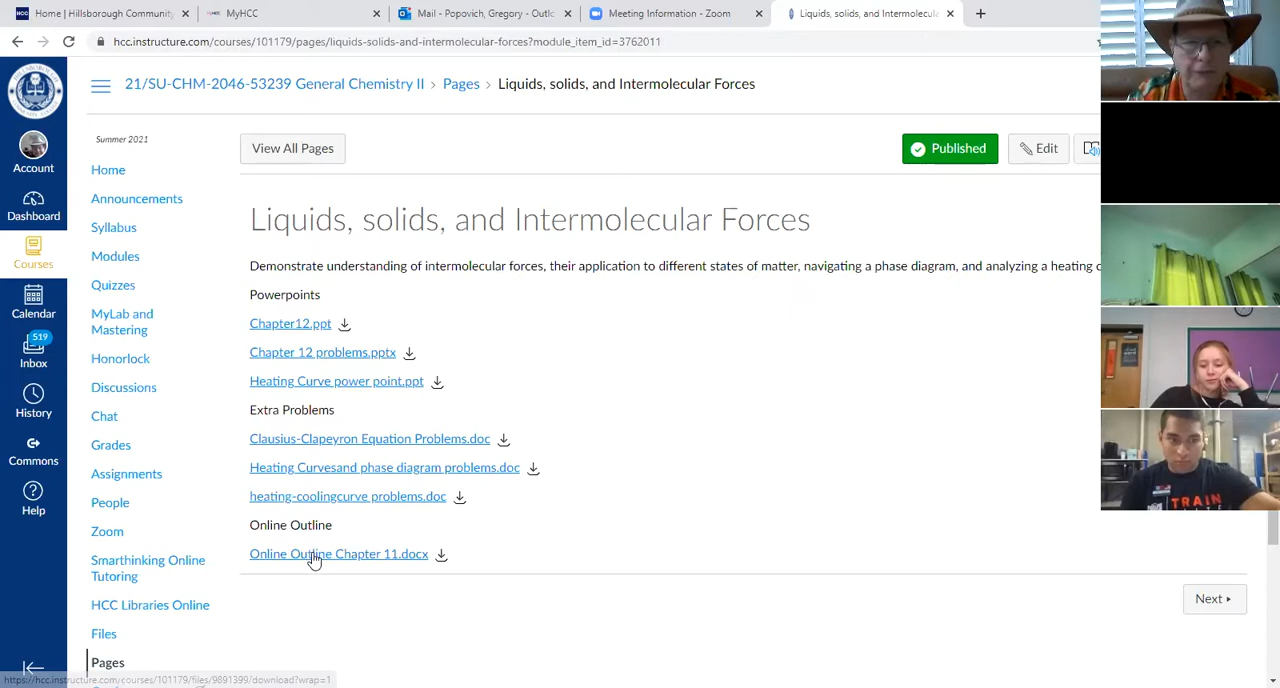 Home | Hillsborough Community
MyHCC
Mail - Popovich, Gregory - Outlo
Meeting Information - Zoom
Liquids, solids, and Intermolecula
hcc.instructure.com/courses/101179/pages/liquids-solids-and-intermolecular-forces?module_item_id=3762011
21/SU-CHM-2046-53239 General Chemistry II > Pages > Liquids, solids, and Intermolecular Forces
Account
Dashboard
Courses
Calendar
519
Inbox
History
Commons
Help
Summer 2021
Home
Announcements
Syllabus
Modules
Quizzes
MyLab and
Mastering
Honorlock
Discussions
Chat
Grades
Assignments
People
Zoom
Smarthinking Online
Tutoring
HCC Libraries Online
Files
Pages
View All Pages
Published
Edit
Liquids, solids, and Intermolecular Forces
Demonstrate understanding of intermolecular forces, their application to different states of matter, navigating a phase diagram, and analyzing a heating c
Powerpoints
Chapter12.ppt
Chapter 12 problems.pptx
Heating Curve power point.ppt
Extra Problems
Clausius-Clapeyron Equation Problems.doc
Heating Curvesand phase diagram problems.doc
heating-coolingcurve problems.doc
Online Outline
Online Outline Chapter 11.docx
Next
https://hcc.instructure.com/courses/101179/files/9891399/download?wrap=1
TRAIN